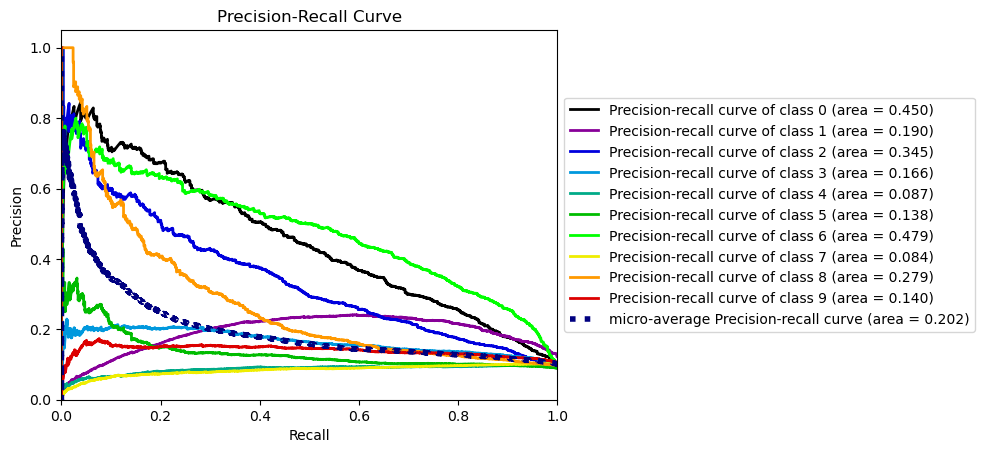 Precision-Recall Curve
1.0
0.8
0.6
0.4
0.2
0.0
Precision
0.0 0.2 0.4 0.6 0.8 1.0
Recall
Precision-recall curve of class 0 (area = 0.450)
Precision-recall curve of class 1 (area = 0.190)
Precision-recall curve of class 2 (area = 0.345)
Precision-recall curve of class 3 (area = 0.166)
Precision-recall curve of class 4 (area = 0.087)
Precision-recall curve of class 5 (area = 0.138)
Precision-recall curve of class 6 (area = 0.479)
Precision-recall curve of class 7 (area = 0.084)
Precision-recall curve of class 8 (area = 0.279)
Precision-recall curve of class 9 (area = 0.140)
micro-average Precision-recall curve (area = 0.202)